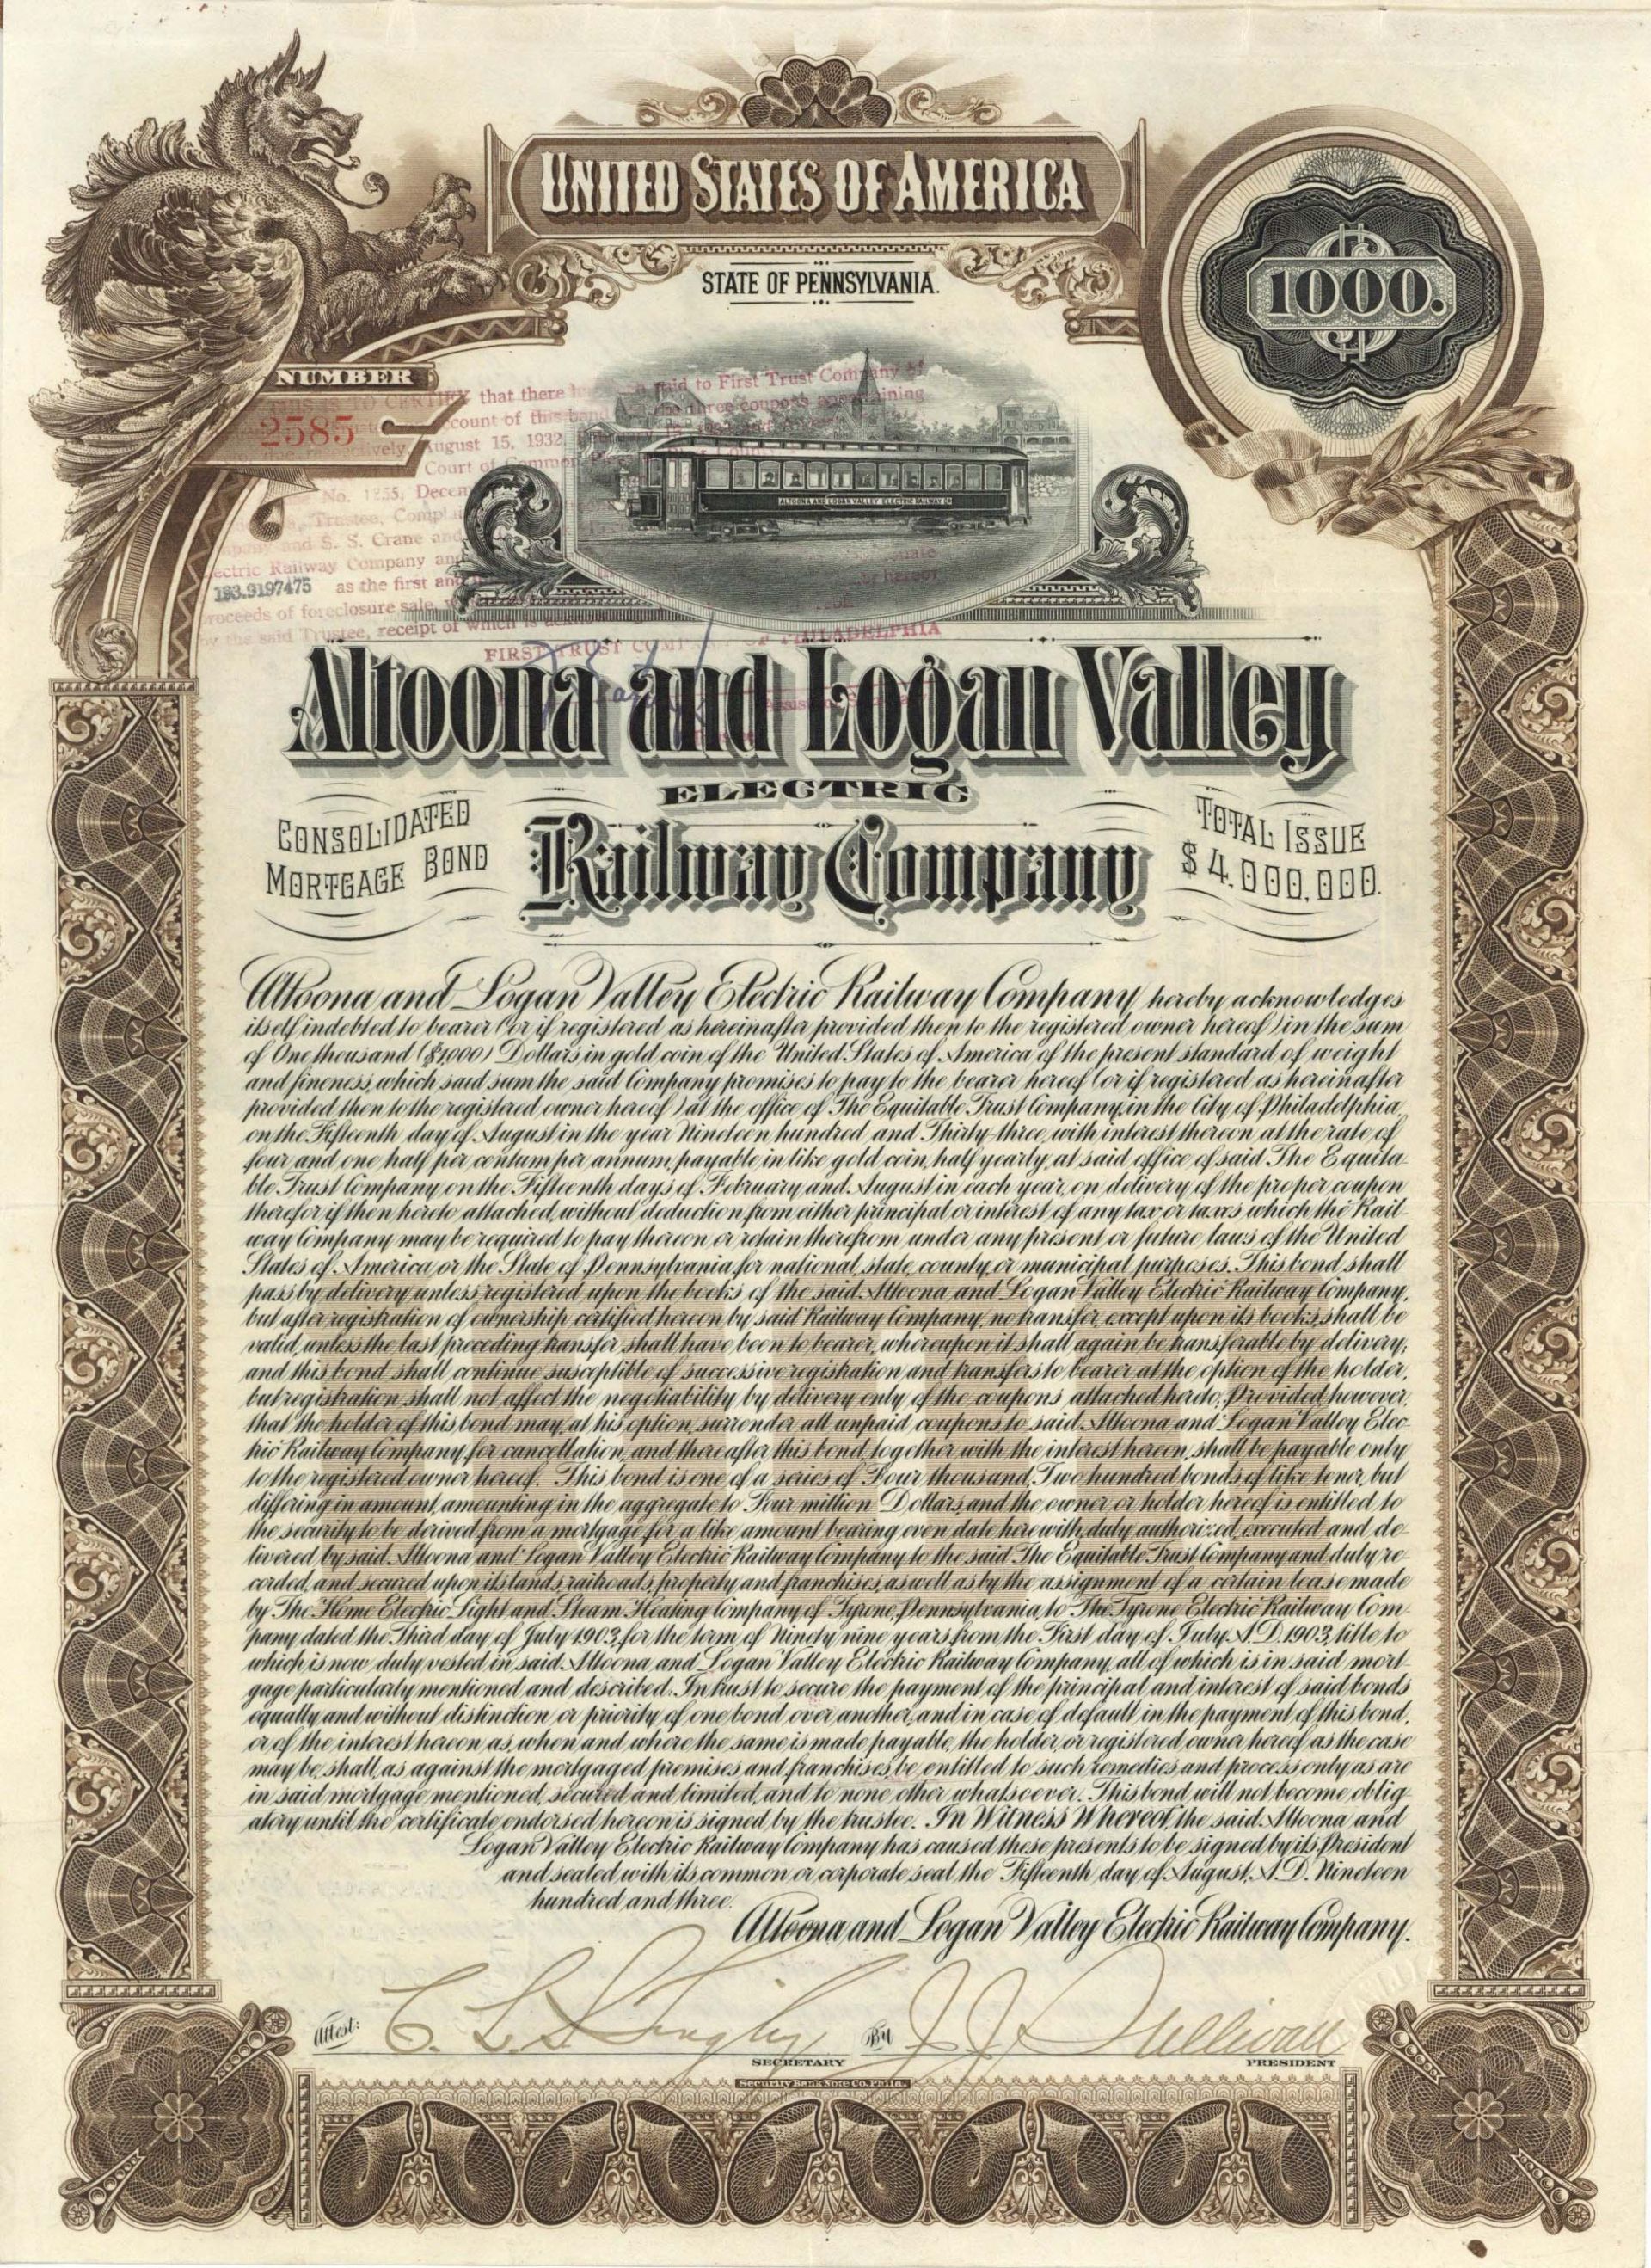 UNITED STATES OF AMERICA
STATE OF PENNSYLVANIA.
$1000.
NUMBER
2585
THIS IS TO CERTIFY that there paid to First Trust Company of
account of this bond the three coupons appertaining
August 15, 1932,
Court of Common
No. 1255, Decem
Trustee, Compl
and S. S. Crane and
Electric Railway Company and
193.9197475 as the first and
proceeds of foreclosure sale,
the said Trustee, receipt of which is
FIRST TRUST COMPANY OF PHILADELPHIA
ALTOONA AND LOGAN VALLEY ELECTRIC RAILWAY CO
Altoona and Logan Valley
ELECTRIC
Railway Company
CONSOLIDATED
MORTGAGE BOND
TOTAL ISSUE
$4,000,000.
Altoona and Logan Valley Electric Railway Company hereby acknowledges
itself indebted to bearer (or if registered as hereinafter provided then to the registered owner hereof) in the sum
of One thousand ($1,000) Dollars in gold coin of the United States of America of the present standard of weight
and fineness, which said sum the said Company promises to pay to the bearer hereof (or if registered as hereinafter
provided then to the registered owner hereof) at the office of The Equitable Trust Company, in the City of Philadelphia,
on the Fifteenth day of August in the year Nineteen hundred and Thirty-three, with interest thereon at the rate of
four and one half per centum per annum, payable in like gold coin, half yearly, at said office of said The Equita-
ble Trust Company on the Fifteenth days of February and August in each year, on delivery of the proper coupon
therefor if then hereto attached, without deduction from either principal or interest of any tax or taxes which the Rail-
way Company may be required to pay thereon or retain therefrom under any present or future laws of the United
States of America, or the State of Pennsylvania, for national, state, county, or municipal purposes. This bond shall
pass by delivery unless registered upon the books of the said Altoona and Logan Valley Electric Railway Company,
but after registration of ownership certified hereon by said Railway Company, no transfer, except upon its books, shall be
valid, unless the last preceding transfer shall have been to bearer, whereupon it shall again be transferable by delivery;
and this bond shall continue susceptible of successive registration and transfers to bearer at the option of the holder,
but registration shall not affect the negotiability by delivery only of the coupons attached hereto; Provided, however,
that the holder of this bond may, at his option, surrender all unpaid coupons to said Altoona and Logan Valley Elec-
tric Railway Company, for cancellation, and thereafter this bond, together with the interest hereon, shall be payable only
to the registered owner hereof. This bond is one of a series of Four thousand, Two hundred bonds of like tenor, but
differing in amount, amounting in the aggregate to Four million Dollars, and the owner or holder hereof is entitled to
the security to be derived from a mortgage for a like amount bearing even date herewith, duly authorized, executed and de-
livered, by said Altoona and Logan Valley Electric Railway Company to the said The Equitable Trust Company and duly re-
corded, and secured upon its lands, railroads, property and franchises, as well as by the assignment of a certain lease made
by The Home Electric Light and Steam Heating Company of Tyrone, Pennsylvania, to The Tyrone Electric Railway Com-
pany dated the Third day of July 1903, for the term of Ninety nine years from the First day of July A.D. 1903, title to
which is now duly vested in said Altoona and Logan Valley Electric Railway Company, all of which is in said mort-
gage particularly mentioned and described: In trust to secure the payment of the principal and interest of said bonds
equally and without distinction or priority of one bond over another, and in case of default in the payment of this bond,
or of the interest hereon as, when and where the same is made payable, the holder, or registered owner hereof as the case
may be, shall, as against the mortgaged premises and franchises, be entitled to such remedies and process only as are
in said mortgage mentioned, secured and limited, and to none other whatsoever. This bond will not become oblig-
atory until the certificate endorsed hereon is signed by the trustee. In Witness Whereof, the said Altoona and
Logan Valley Electric Railway Company has caused these presents to be signed by its President
and sealed with its common or corporate seal the Fifteenth day of August, A.D. Nineteen
hundred and three.
Altoona and Logan Valley Electric Railway Company.
Attest: C. L. S. Tingley By J. J. Sullivan
SECRETARY PRESIDENT
Security Bank Note Co. Phila.